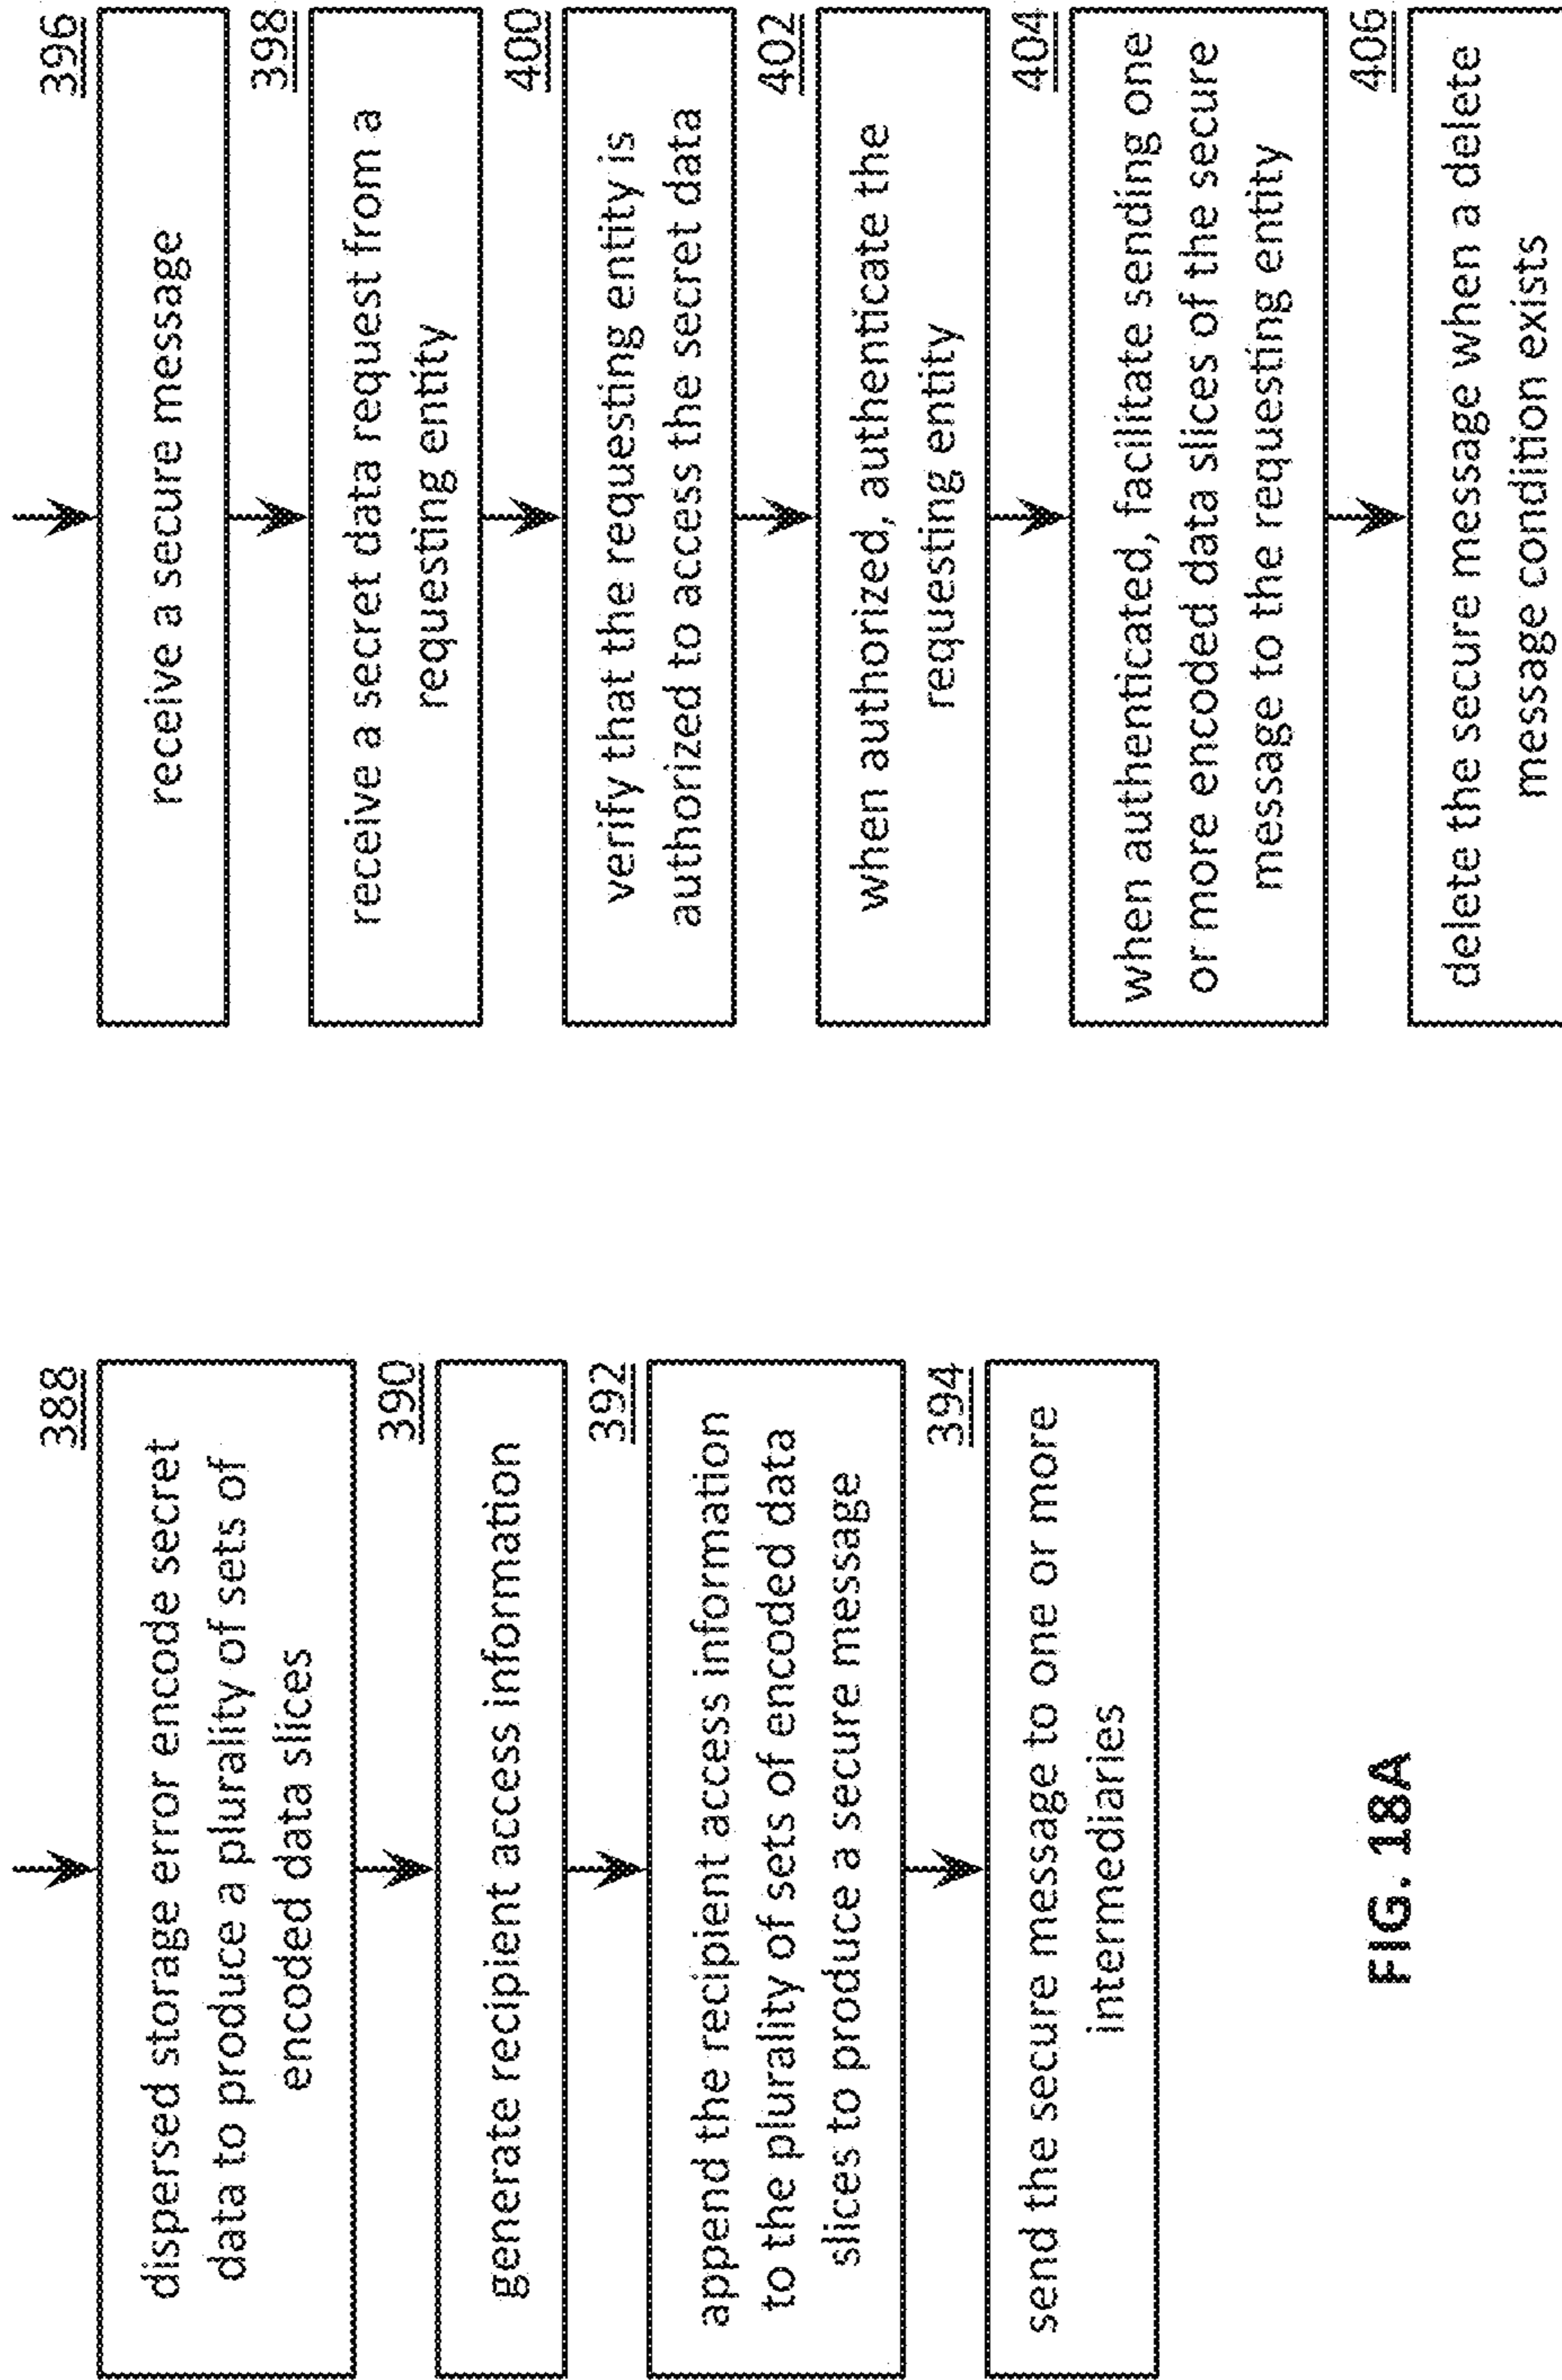 388
dispersed storage error encode secret
data to produce a plurality of sets of
encoded data slices
390
generate recipient access information
392
append the recipient access information
to the plurality of sets of encoded data
slices to produce a secure message
394
send the secure message to one or more
intermediaries
FIG. 18A
396
receive a secure message
398
receive a secret data request from a
requesting entity
400
verify that the requesting entity is
authorized to access the secret data
402
when authorized, authenticate the
requesting entity
404
when authenticated, facilitate sending one
or more encoded data slices of the secure
message to the requesting entity
406
delete the secure message when a delete
message condition exists